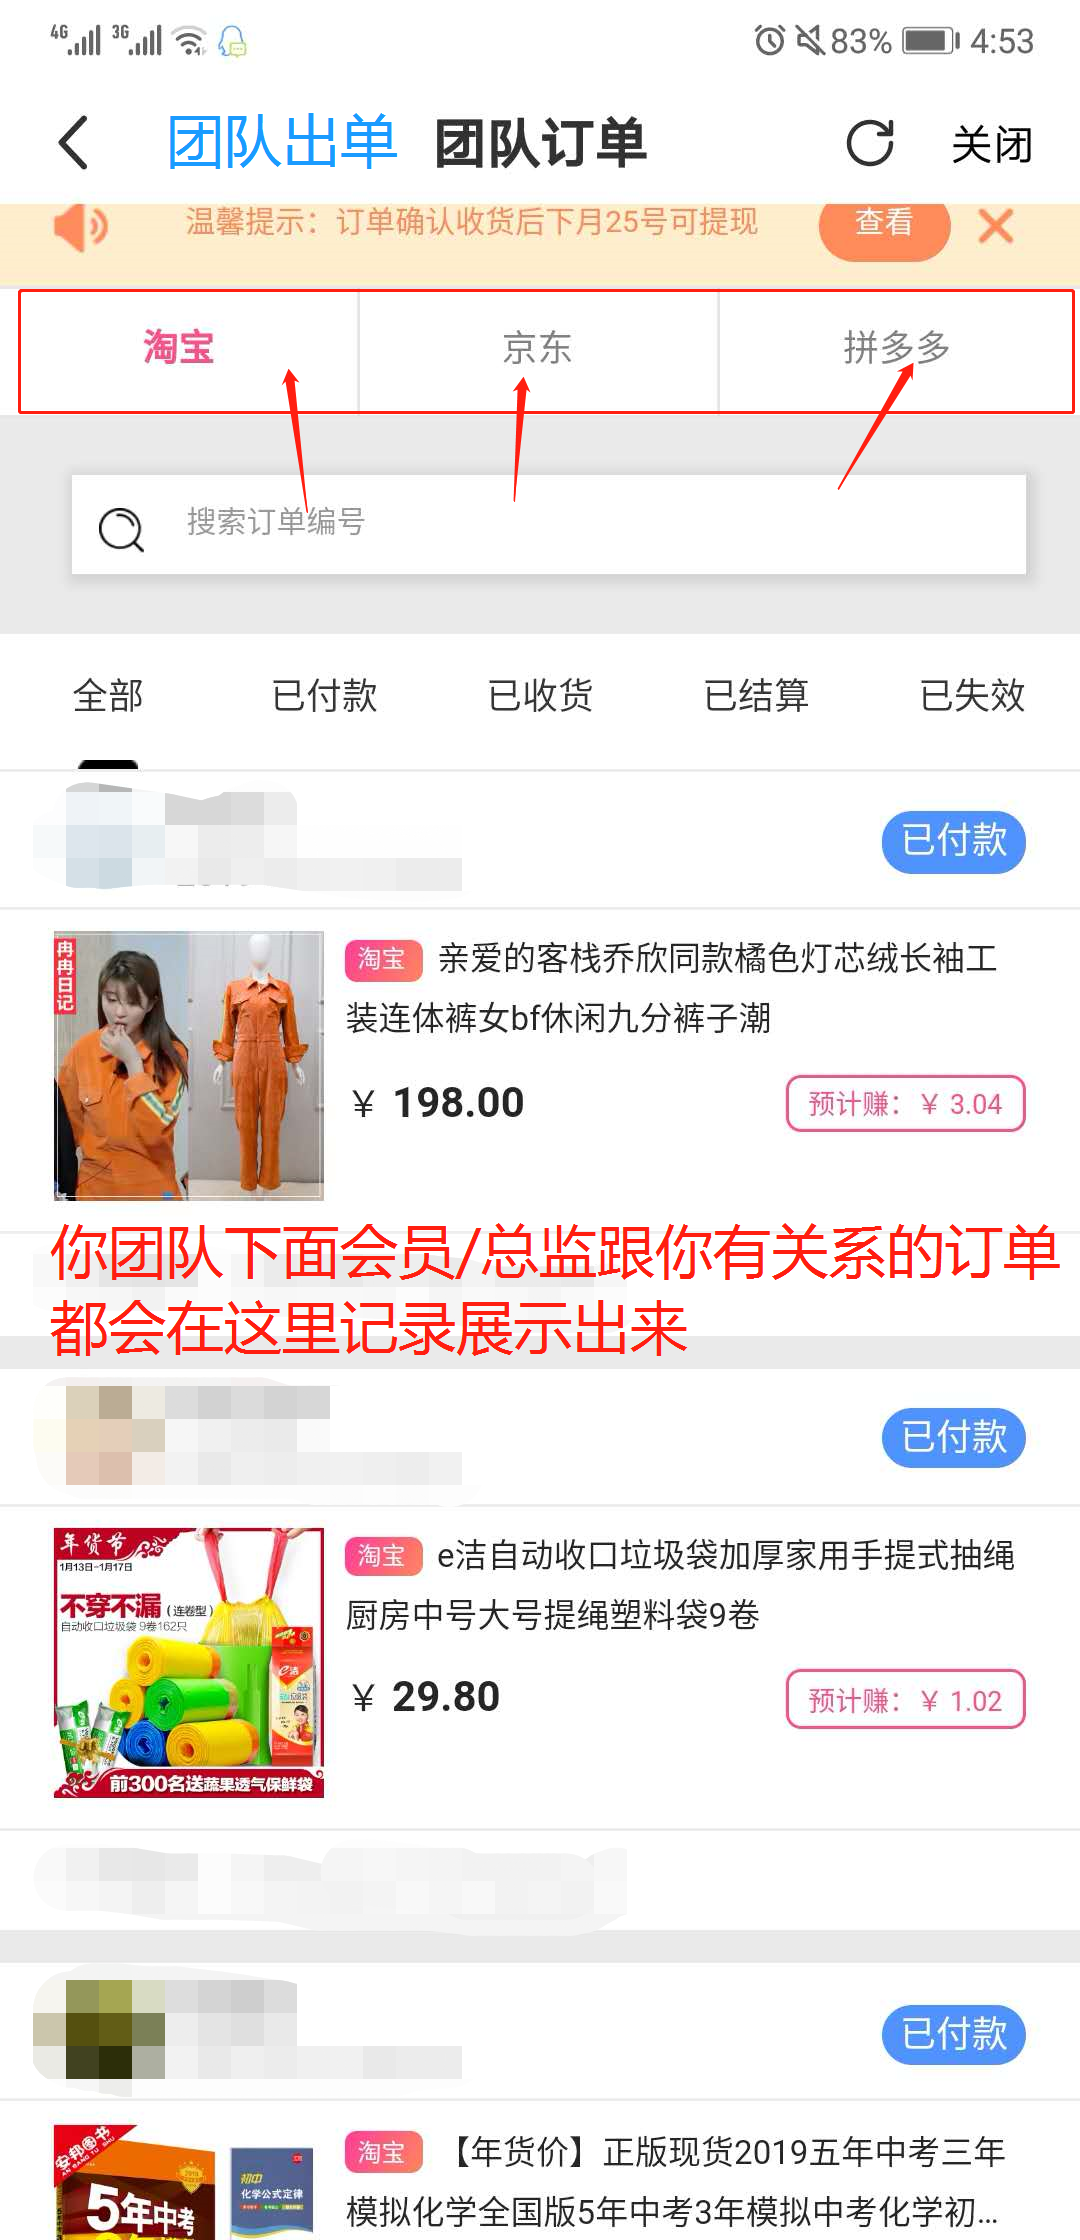 4G 3G 83% 4:53
团队出单 团队订单 关闭
温馨提示：订单确认收货后下月25号可提现 查看
淘宝 京东 拼多多
搜索订单编号
全部 已付款 已收货 已结算 已失效
已付款
冉冉日记
淘宝 亲爱的客栈乔欣同款橘色灯芯绒长袖工
装连体裤女bf休闲九分裤子潮
￥ 198.00 预计赚：￥ 3.04
你团队下面会员/总监跟你有关系的订单
都会在这里记录展示出来
已付款
年货节
1月13日-1月17日
不穿不漏（连卷型）
自动收口垃圾袋 9卷162只
e洁
前300名送蔬果透气保鲜袋
淘宝 e洁自动收口垃圾袋加厚家用手提式抽绳
厨房中号大号提绳塑料袋9卷
￥ 29.80 预计赚：￥ 1.02
已付款
安邦图书
AN BANG TU SHU
5年中考
初中
化学公式定律
淘宝 【年货价】正版现货2019五年中考三年
模拟化学全国版5年中考3年模拟中考化学初...